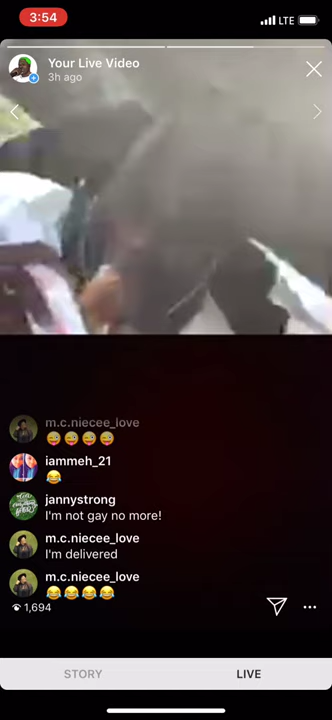 3:54
LTE
Your Live Video
3h ago
m.c.niecee_love
😜😜😜😜
iammeh_21
😂
jannystrong
I'm not gay no more!
m.c.niecee_love
I'm delivered
m.c.niecee_love
😂😂😂😂
1,694
STORY
LIVE